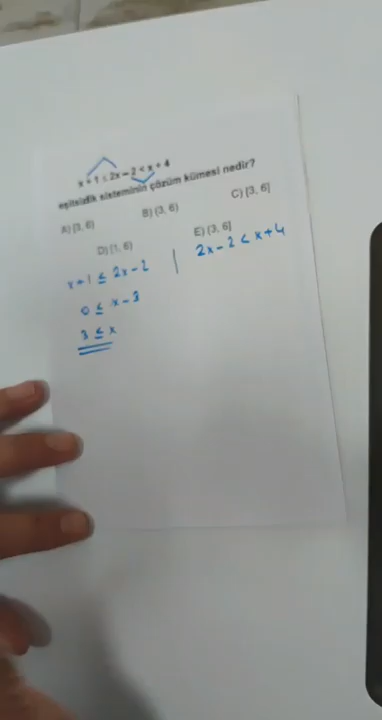 x + 1 ≤ 2x – 2 < x + 4
eşitsizlik sisteminin çözüm kümesi nedir?
A) [3, 6) B) (3, 6) C) [3, 6]
D) [1, 6) E) (3, 6]
x+1 ≤ 2x-2 | 2x-2 < x+4
0 ≤ x-3
3 ≤ x